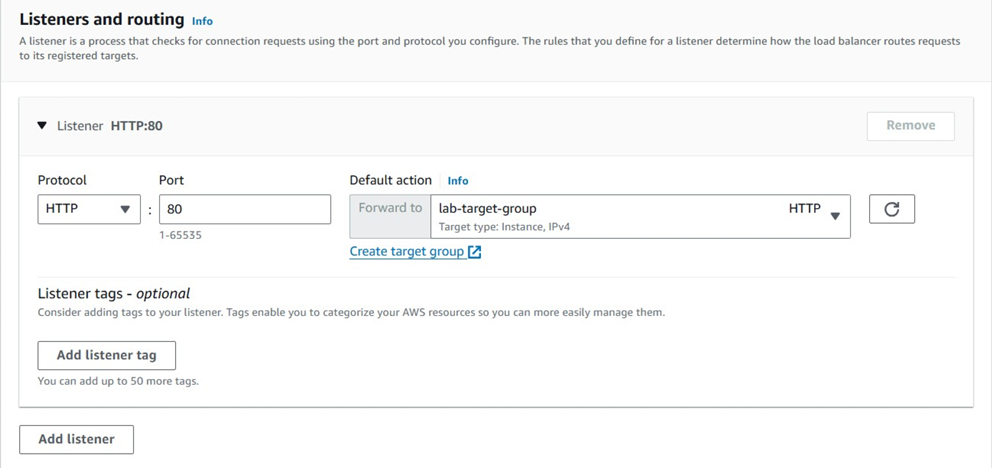 Listeners and routing Info
A listener is a process that checks for connection requests using the port and protocol you configure. The rules that you define for a listener determine how the load balancer routes requests
to its registered targets.
Listener HTTP:80
Remove
Protocol
Port
Default action Info
HTTP
:
80
Forward to
lab-target-group
HTTP
Target type: Instance, IPv4
1-65535
Create target group
Listener tags - optional
Consider adding tags to your listener. Tags enable you to categorize your AWS resources so you can more easily manage them.
Add listener tag
You can add up to 50 more tags.
Add listener